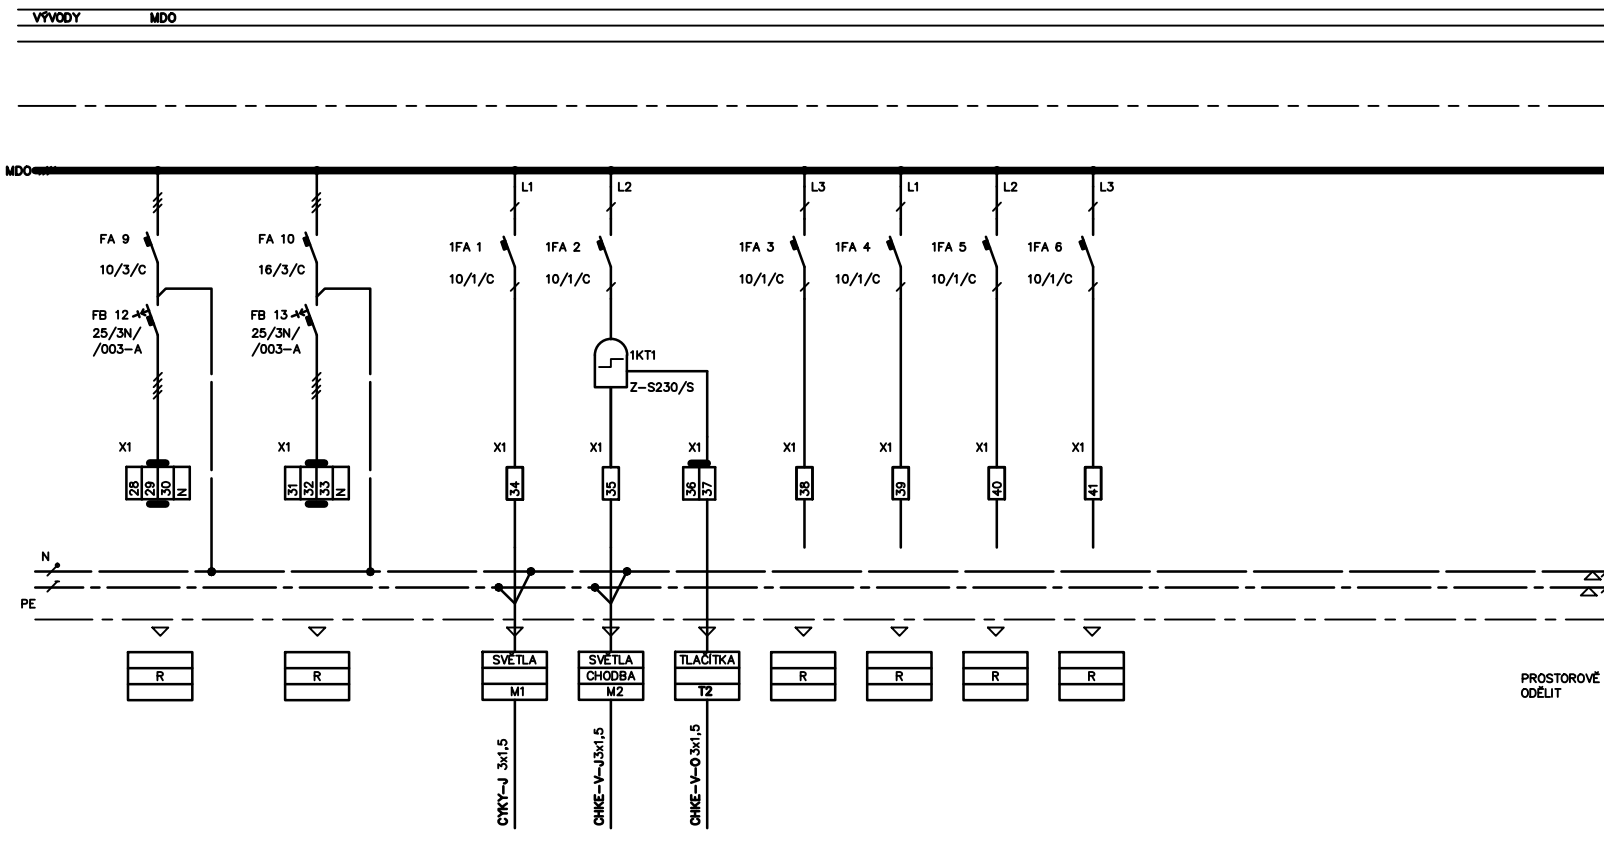 VÝVODY MDO
MDO
L1 L2 L3 L1 L2 L3
FA 9 FA 10 1FA 1 1FA 2 1FA 3 1FA 4 1FA 5 1FA 6
10/3/C 16/3/C 10/1/C 10/1/C 10/1/C 10/1/C 10/1/C 10/1/C
FB 12 FB 13
25/3N/ 25/3N/
/003-A /003-A
1KT1
Z-S230/S
X1 X1 X1 X1 X1 X1 X1 X1 X1
28 29 30 N 31 32 33 N 34 35 36 37 38 39 40 41
N
PE
SVĚTLA SVĚTLA TLAČÍTKA
R R CHODBA R R R R
M1 M2 T2
PROSTOROVĚ
ODĚLIT
CYKY-J 3x1,5
CHKE-V-J3x1,5
CHKE-V-O3x1,5